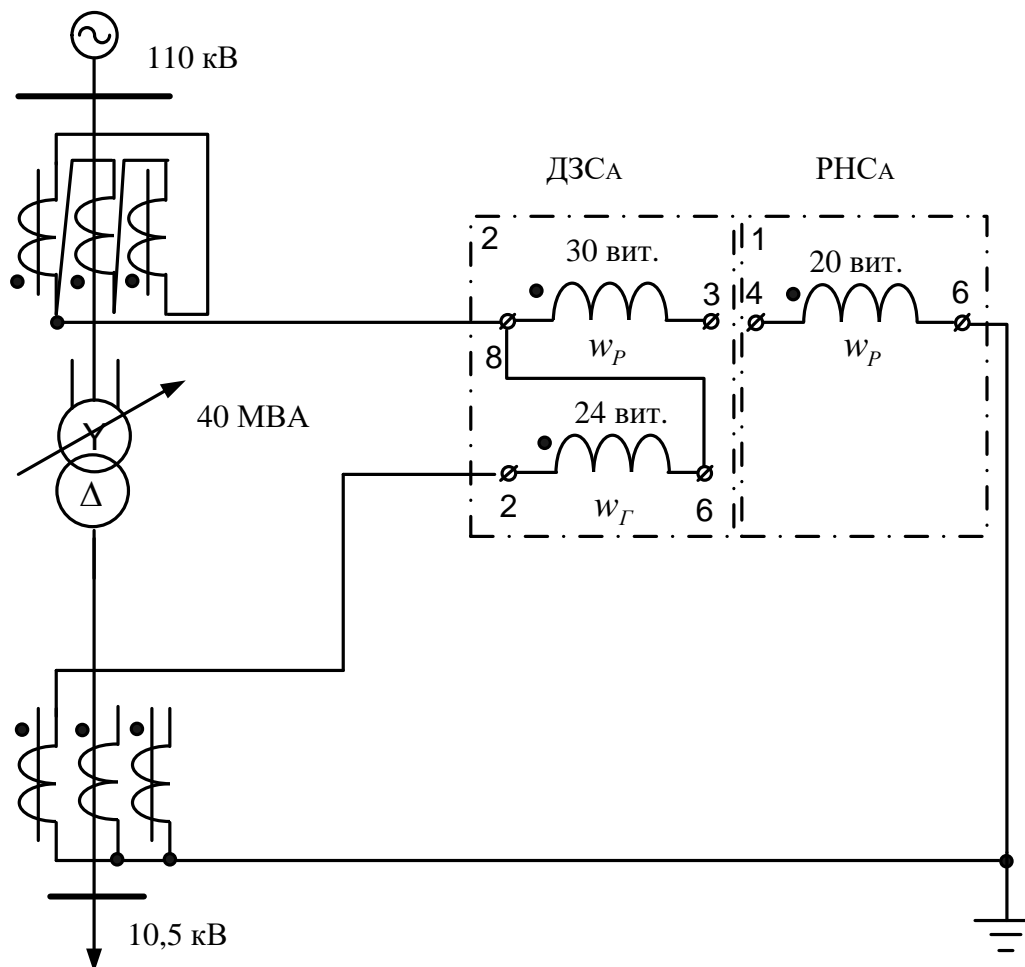 110 кВ
ДЗСА
РНСА
2
30 вит.
3
wР
8
24 вит.
2
wГ
6
1
20 вит.
4
6
wР
Y
Δ
40 МВА
10,5 кВ